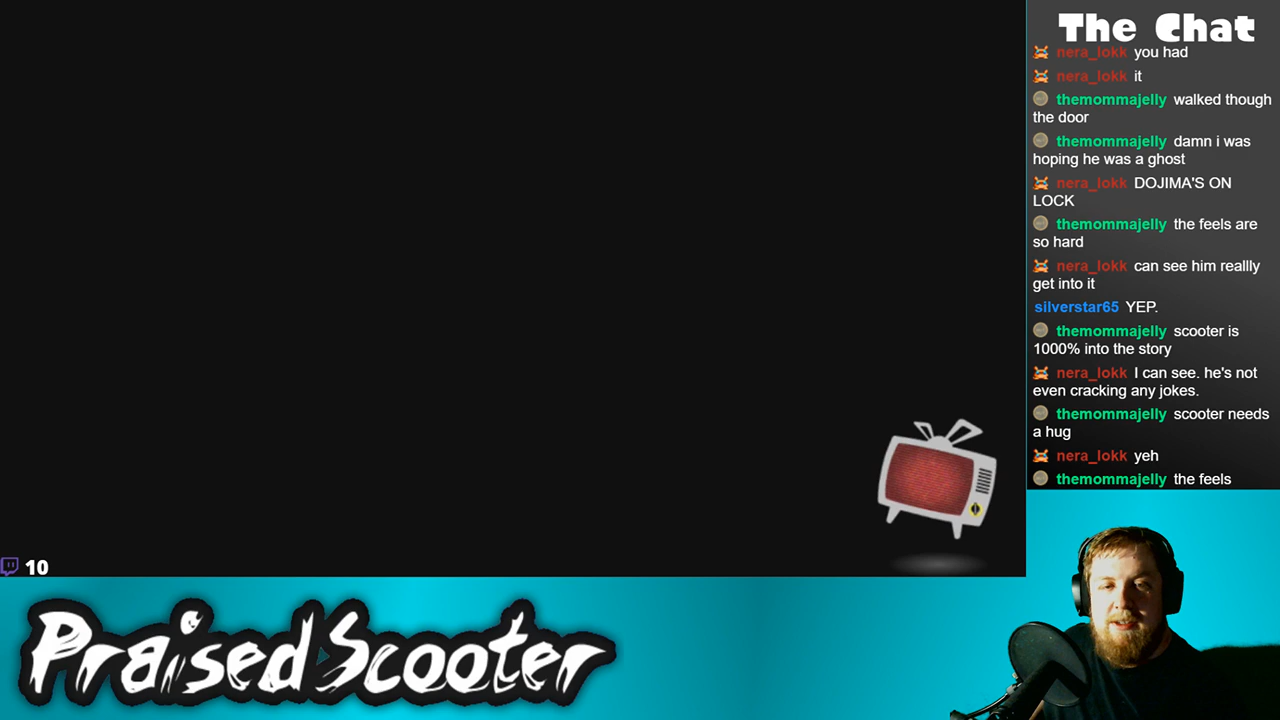 The Chat
nera_lokk you had
nera_lokk it
themommajelly walked though
the door
themommajelly damn i was
hoping he was a ghost
nera_lokk DOJIMA'S ON
LOCK
themommajelly the feels are
so hard
nera_lokk can see him reallly
get into it
silverstar65 YEP.
themommajelly scooter is
1000% into the story
nera_lokk I can see. he's not
even cracking any jokes.
themommajelly scooter needs
a hug
nera_lokk yeh
themommajelly the feels
10
PraisedScooter